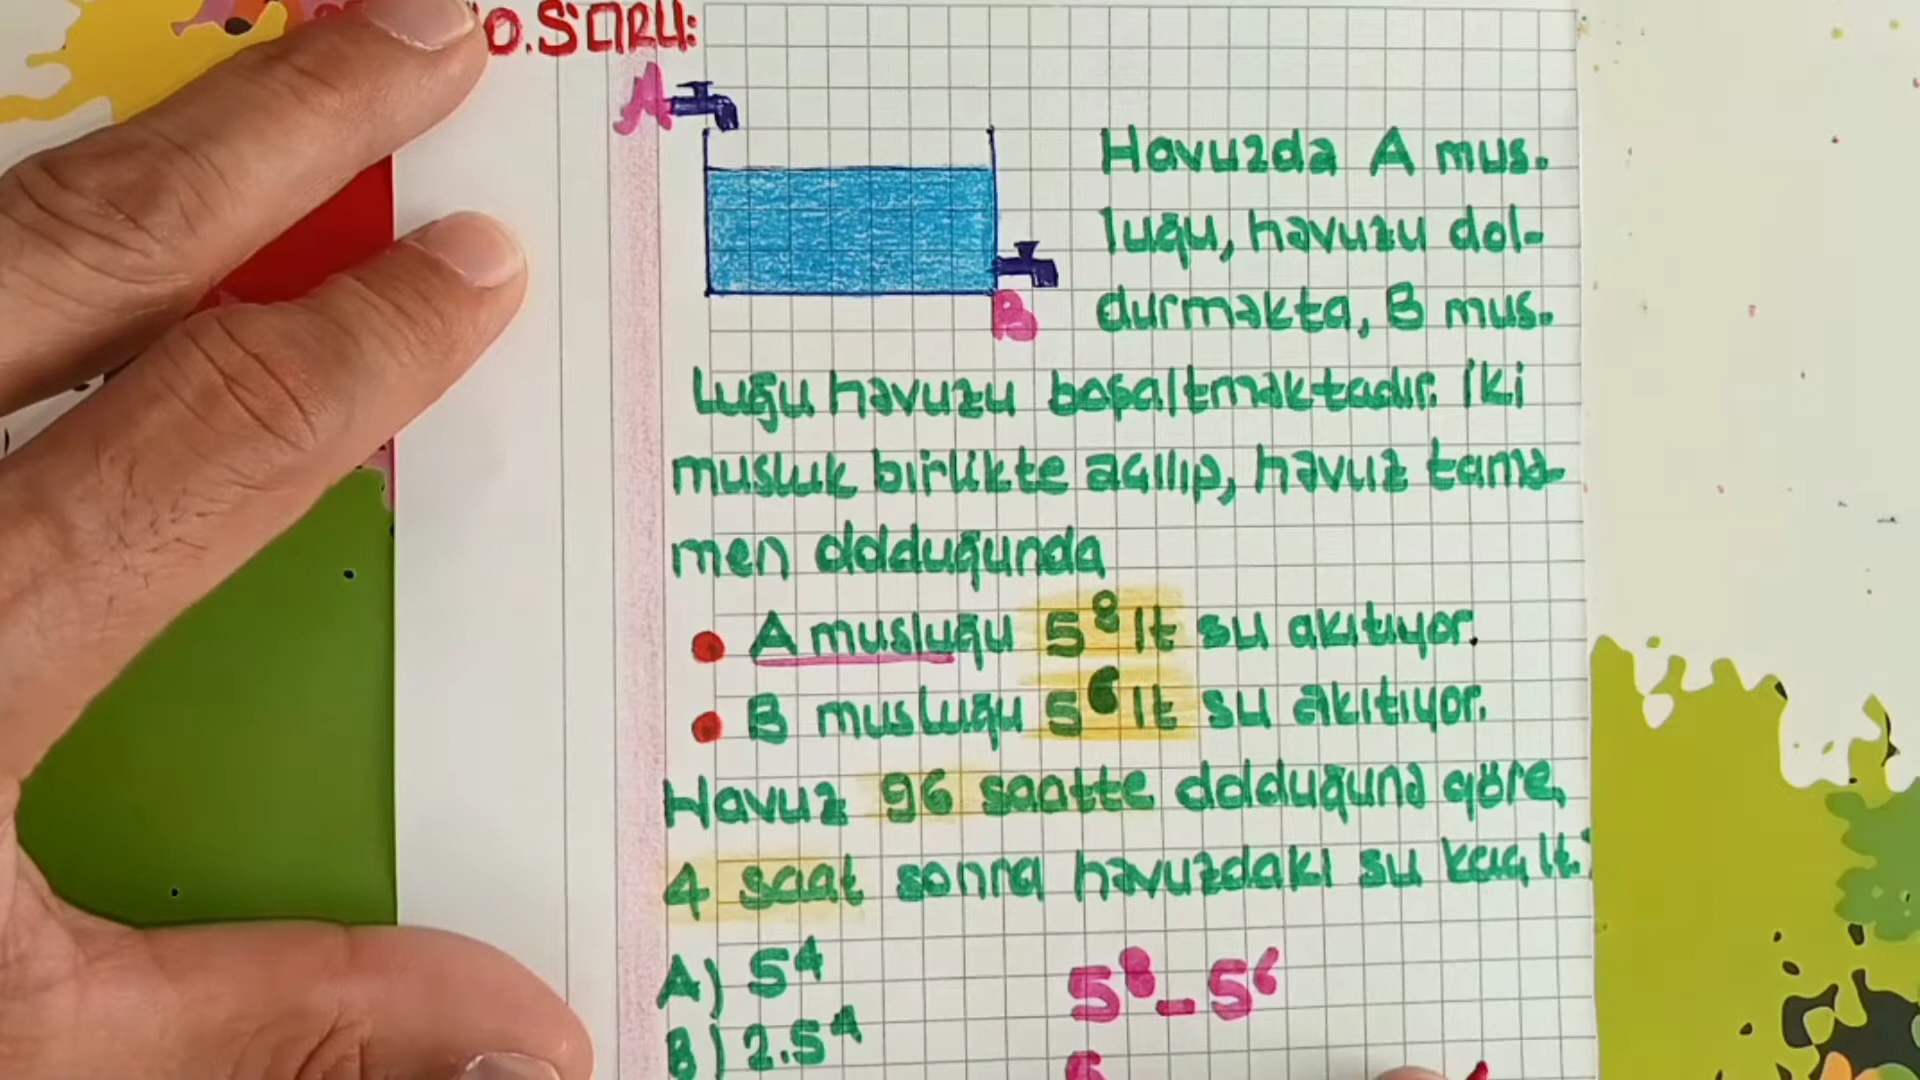 0.SORU:
A
Havuzda A mus-
luğu, havuzu dol-
durmakta, B mus-
B
luğu havuzu boşaltmaktadır. İki
musluk birlikte açılıp, havuz tama-
men dolduğunda
A musluğu 5⁸ lt su akıtıyor.
B musluğu 5⁶ lt su akıtıyor.
Havuz 96 saatte dolduğuna göre,
4 saat sonra havuzdaki su kaç lt.
A) 5⁴
5⁸ - 5⁶
B) 2.5⁴